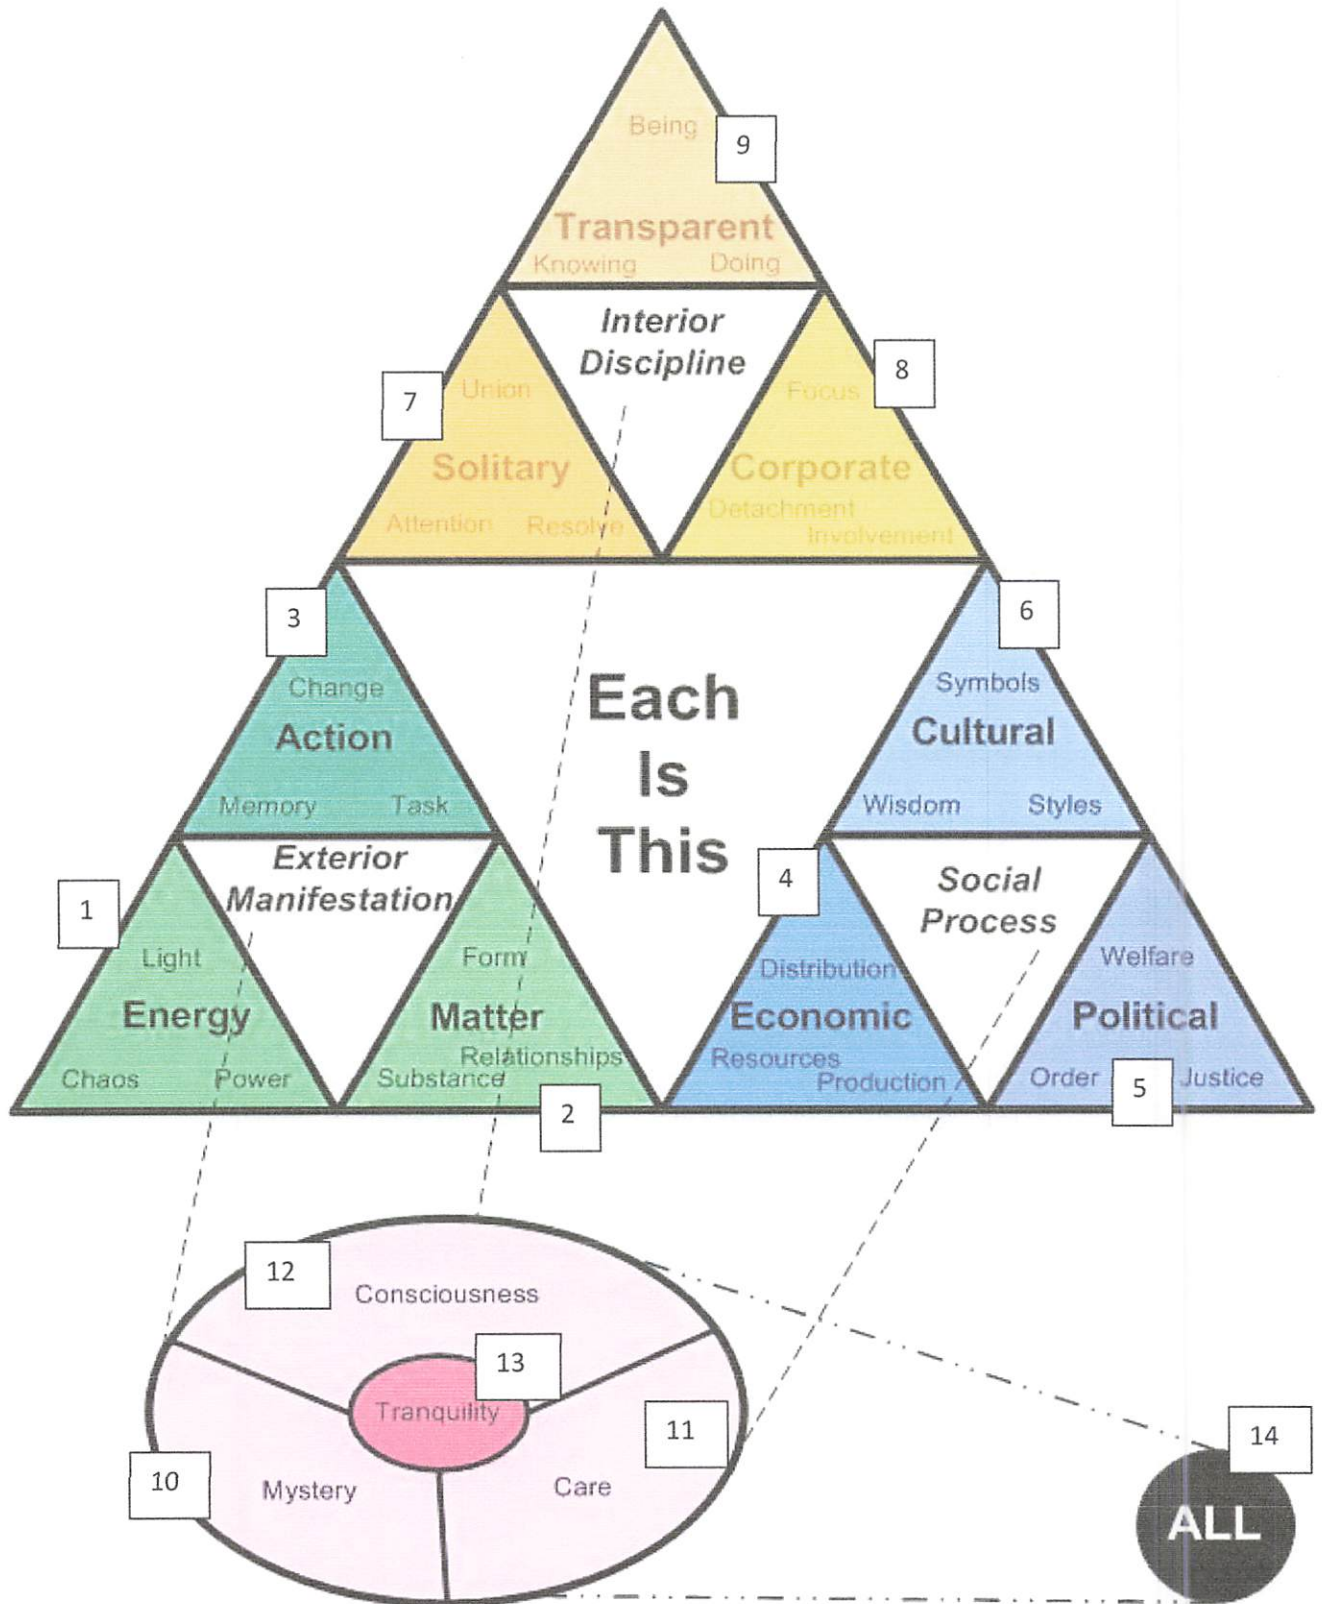 Being
9
Transparent
Knowing Doing
Interior
Discipline
7
Union
Focus
8
Solitary
Corporate
Attention Resolve
Detachment
Involvement
3
Change
Action
Memory Task
Each
Is
This
6
Symbols
Cultural
Wisdom Styles
Exterior
Manifestation
1
Light
Energy
Chaos Power
Form
Matter
Relationships
Substance
2
4
Distribution
Economic
Resources
Production
Social
Process
Welfare
Political
Order 5 Justice
12
Consciousness
13
Tranquility
10
Mystery
Care
11
14
ALL